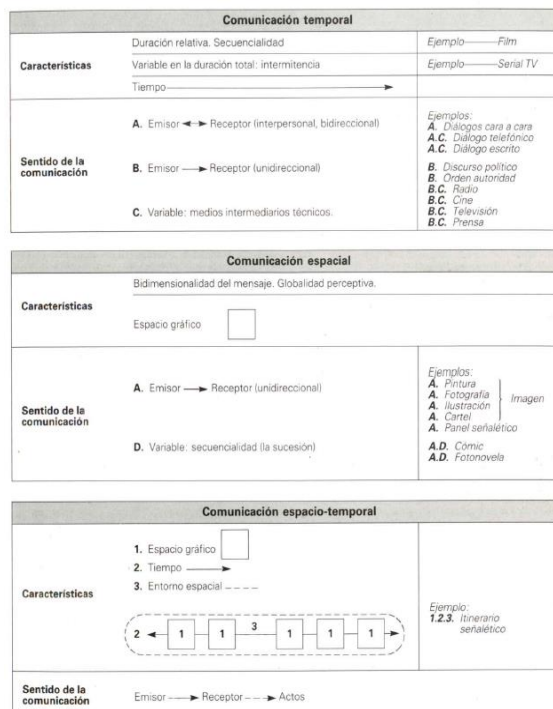 Comunicación temporal
Características
Duración relativa. Secuencialidad
Ejemplo Film
Variable en la duración total: intermitencia
Ejemplo Serial TV
Tiempo
Sentido de la
comunicación
A. Emisor Receptor (interpersonal, bidireccional)
B. Emisor Receptor (unidireccional)
C. Variable: medios intermediarios técnicos.
Ejemplos:
A. Diálogos cara a cara
A.C. Diálogo telefónico
A.C. Diálogo escrito
B. Discurso político
B. Orden autoridad
B.C. Radio
B.C. Cine
B.C. Televisión
B.C. Prensa
Comunicación espacial
Características
Bidimensionalidad del mensaje. Globalidad perceptiva.
Espacio gráfico
Sentido de la
comunicación
A. Emisor Receptor (unidireccional)
D. Variable: secuencialidad (la sucesión)
Ejemplos:
A. Pintura
A. Fotografía
A. Ilustración
A. Cartel
Imagen
A. Panel señalético
A.D. Cómic
A.D. Fotonovela
Comunicación espacio-temporal
Características
1. Espacio gráfico
2. Tiempo
3. Entorno espacial
2 1 1 3 1 1 1
Ejemplo:
1.2.3. Itinerario
señalético
Sentido de la
comunicación
Emisor Receptor Actos